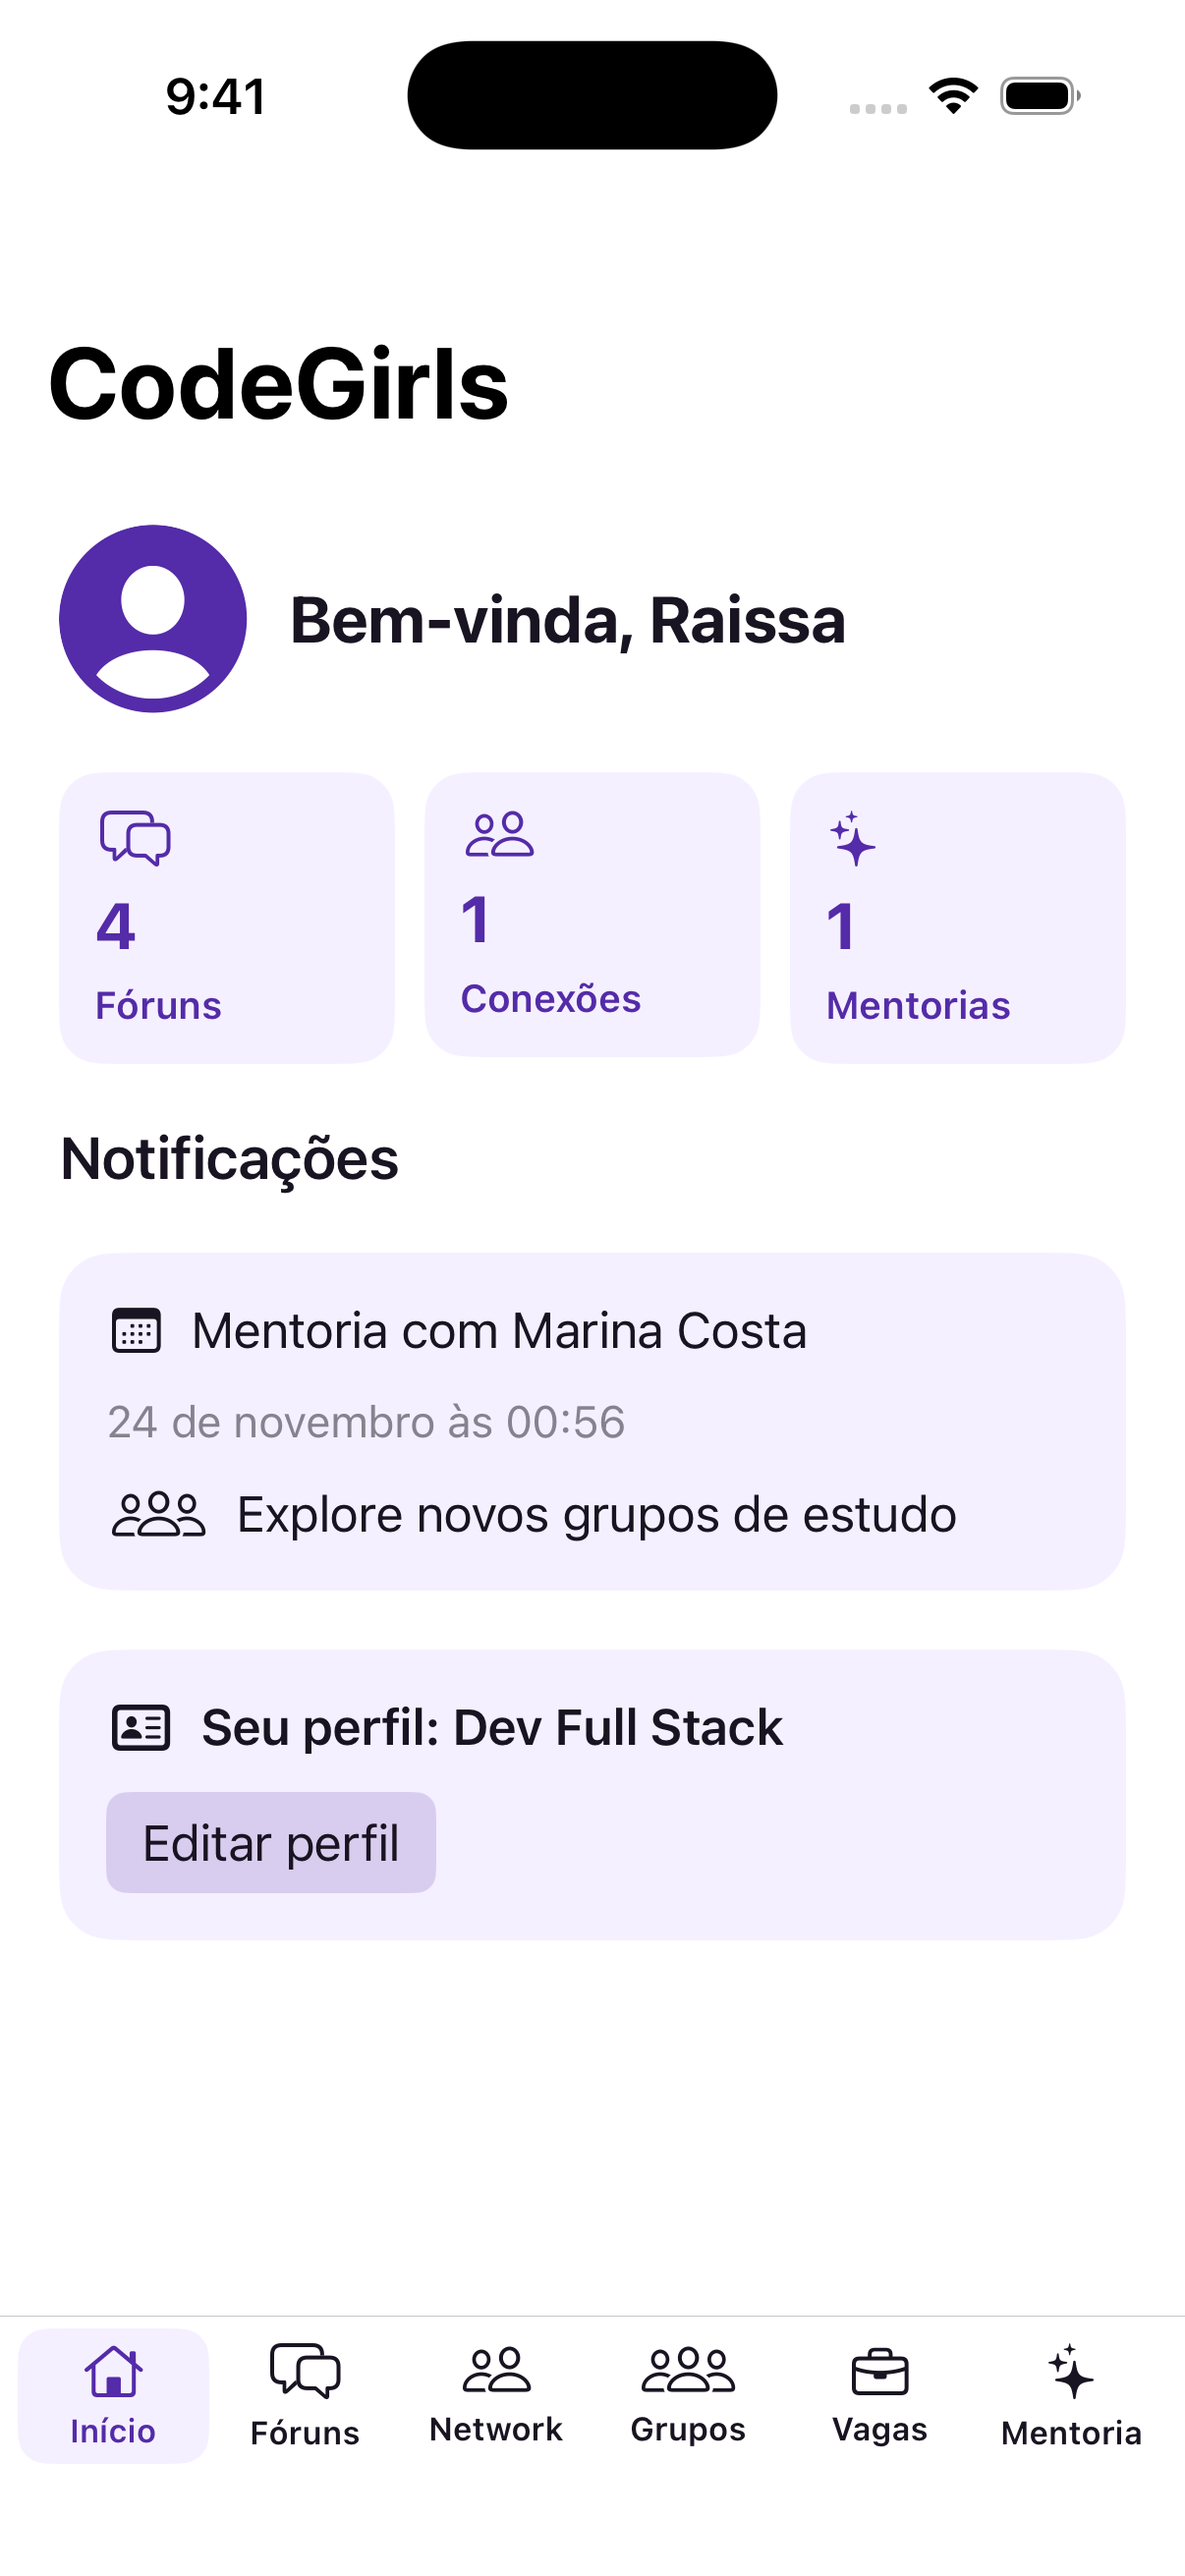 9:41
CodeGirls
Bem-vinda, Raissa
4
Fóruns
1
Conexões
1
Mentorias
Notificações
Mentoria com Marina Costa
24 de novembro às 00:56
Explore novos grupos de estudo
Seu perfil: Dev Full Stack
Editar perfil
Início
Fóruns
Network
Grupos
Vagas
Mentoria